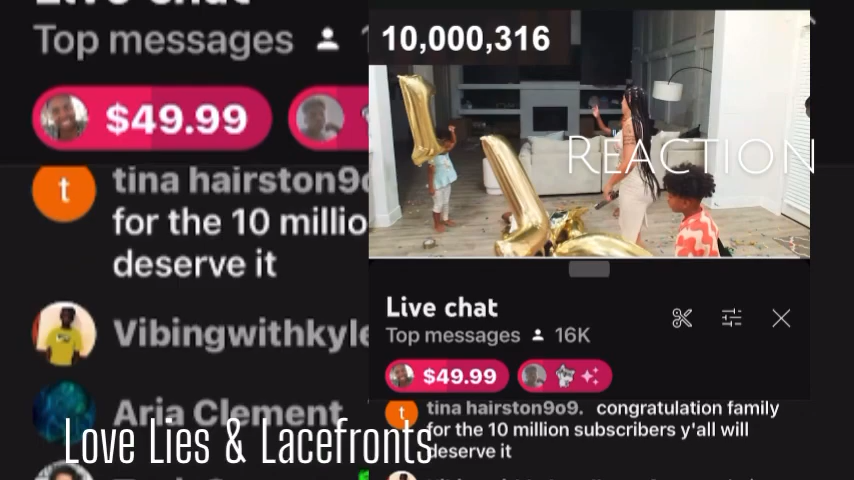 Top messages
$49.99
tina hairston9
for the 10 millio
deserve it
Vibingwithkyle
Aria Clement
Love Lies & Lacefronts
10,000,316
REACTION
Live chat
Top messages 16K
$49.99
tina hairston9o9. congratulation family
for the 10 million subscribers y'all will
deserve it